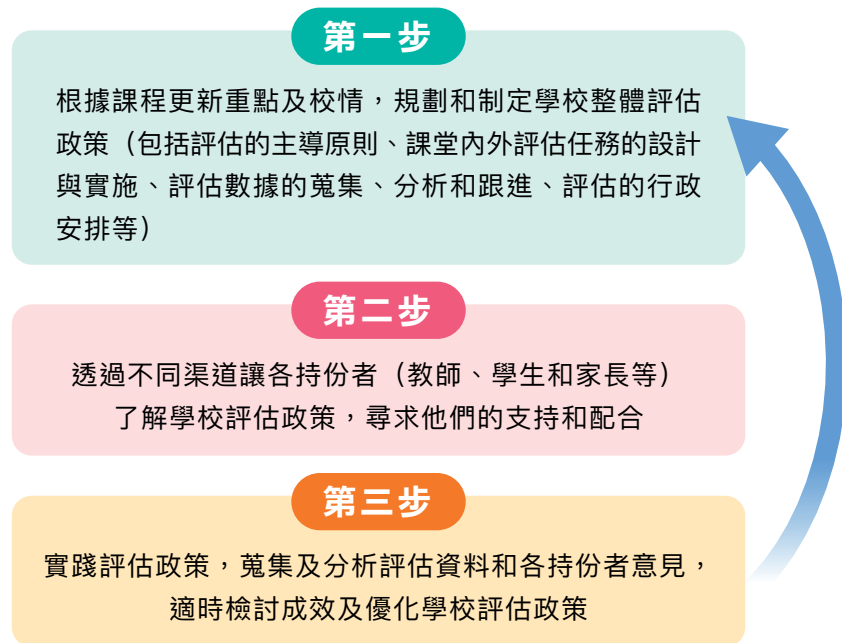 第一步
根據課程更新重點及校情，規劃和制定學校整體評估
政策（包括評估的主導原則、課堂內外評估任務的設計
與實施、評估數據的蒐集、分析和跟進、評估的行政
安排等）
第二步
透過不同渠道讓各持份者（教師、學生和家長等）
了解學校評估政策，尋求他們的支持和配合
第三步
實踐評估政策，蒐集及分析評估資料和各持份者意見，
適時檢討成效及優化學校評估政策